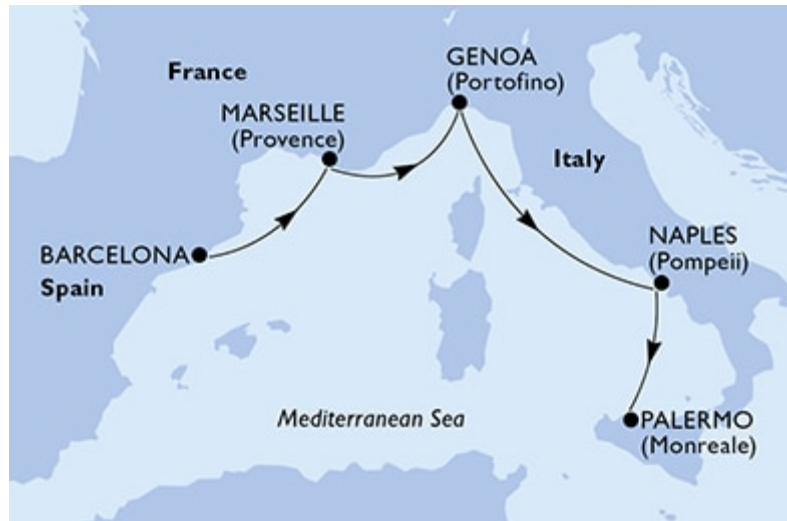 GENOA
(Portofino)
France
MARSEILLE
(Provence)
Italy
NAPLES
(Pompeii)
BARCELONA
Spain
Mediterranean Sea
PALERMO
(Monreale)